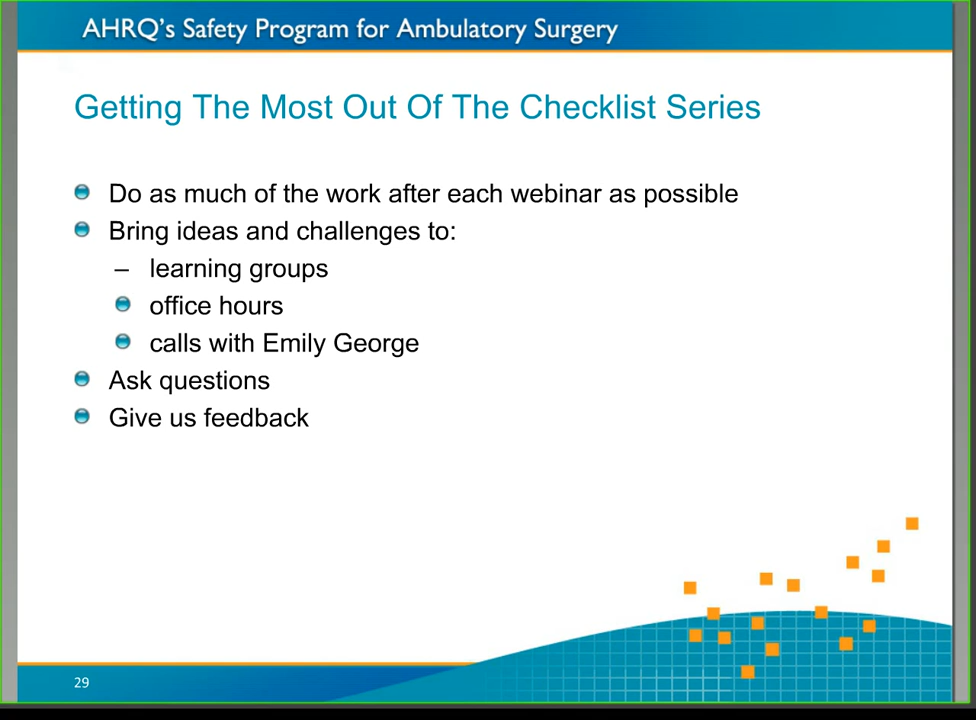 AHRQ's Safety Program for Ambulatory Surgery
Getting The Most Out Of The Checklist Series
Do as much of the work after each webinar as possible
Bring ideas and challenges to:
– learning groups
office hours
calls with Emily George
Ask questions
Give us feedback
29